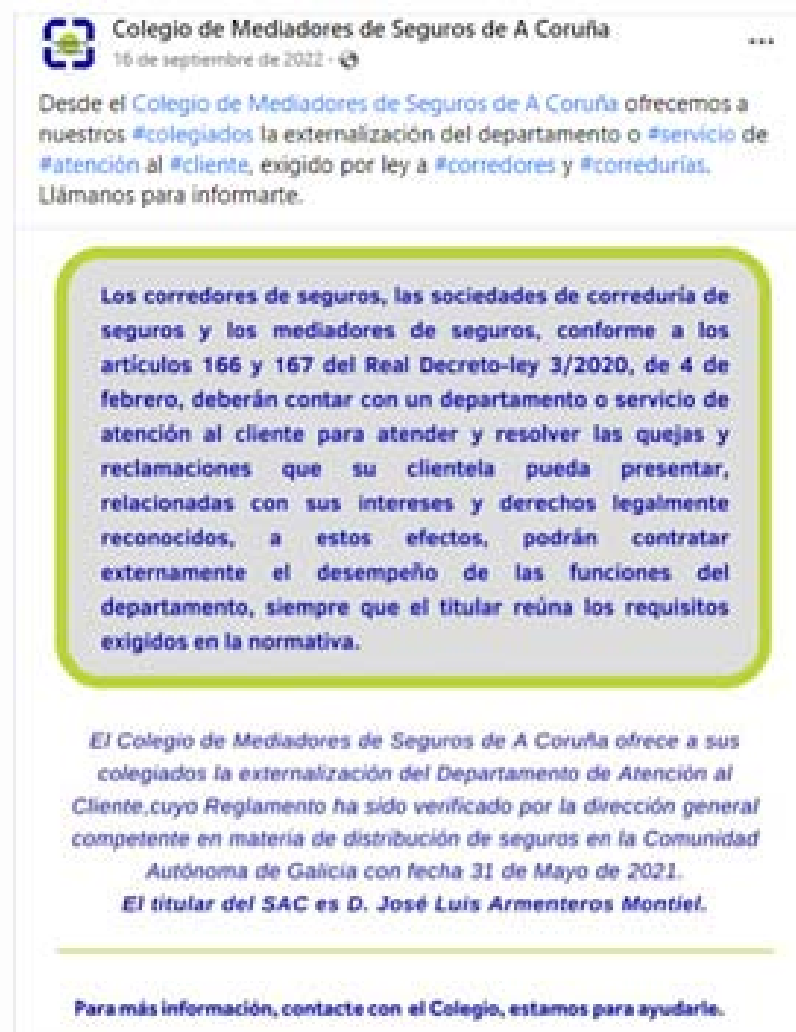 Colegio de Mediadores de Seguros de A Coruña
16 de septiembre de 2022 ·
Desde el Colegio de Mediadores de Seguros de A Coruña ofrecemos a
nuestros #colegiados la externalización del departamento o #servicio de
#atención al #cliente, exigido por ley a #corredores y #corredurías.
Llámanos para informarte.
Los corredores de seguros, las sociedades de correduría de
seguros y los mediadores de seguros, conforme a los
artículos 166 y 167 del Real Decreto-ley 3/2020, de 4 de
febrero, deberán contar con un departamento o servicio de
atención al cliente para atender y resolver las quejas y
reclamaciones que su clientela pueda presentar,
relacionadas con sus intereses y derechos legalmente
reconocidos, a estos efectos, podrán contratar
externamente el desempeño de las funciones del
departamento, siempre que el titular reúna los requisitos
exigidos en la normativa.
El Colegio de Mediadores de Seguros de A Coruña ofrece a sus
colegiados la externalización del Departamento de Atención al
Cliente,cuyo Reglamento ha sido verificado por la dirección general
competente en materia de distribución de seguros en la Comunidad
Autónoma de Galicia con fecha 31 de Mayo de 2021.
El titular del SAC es D. José Luis Armenteros Montiel.
Para más información, contacte con el Colegio, estamos para ayudarle.